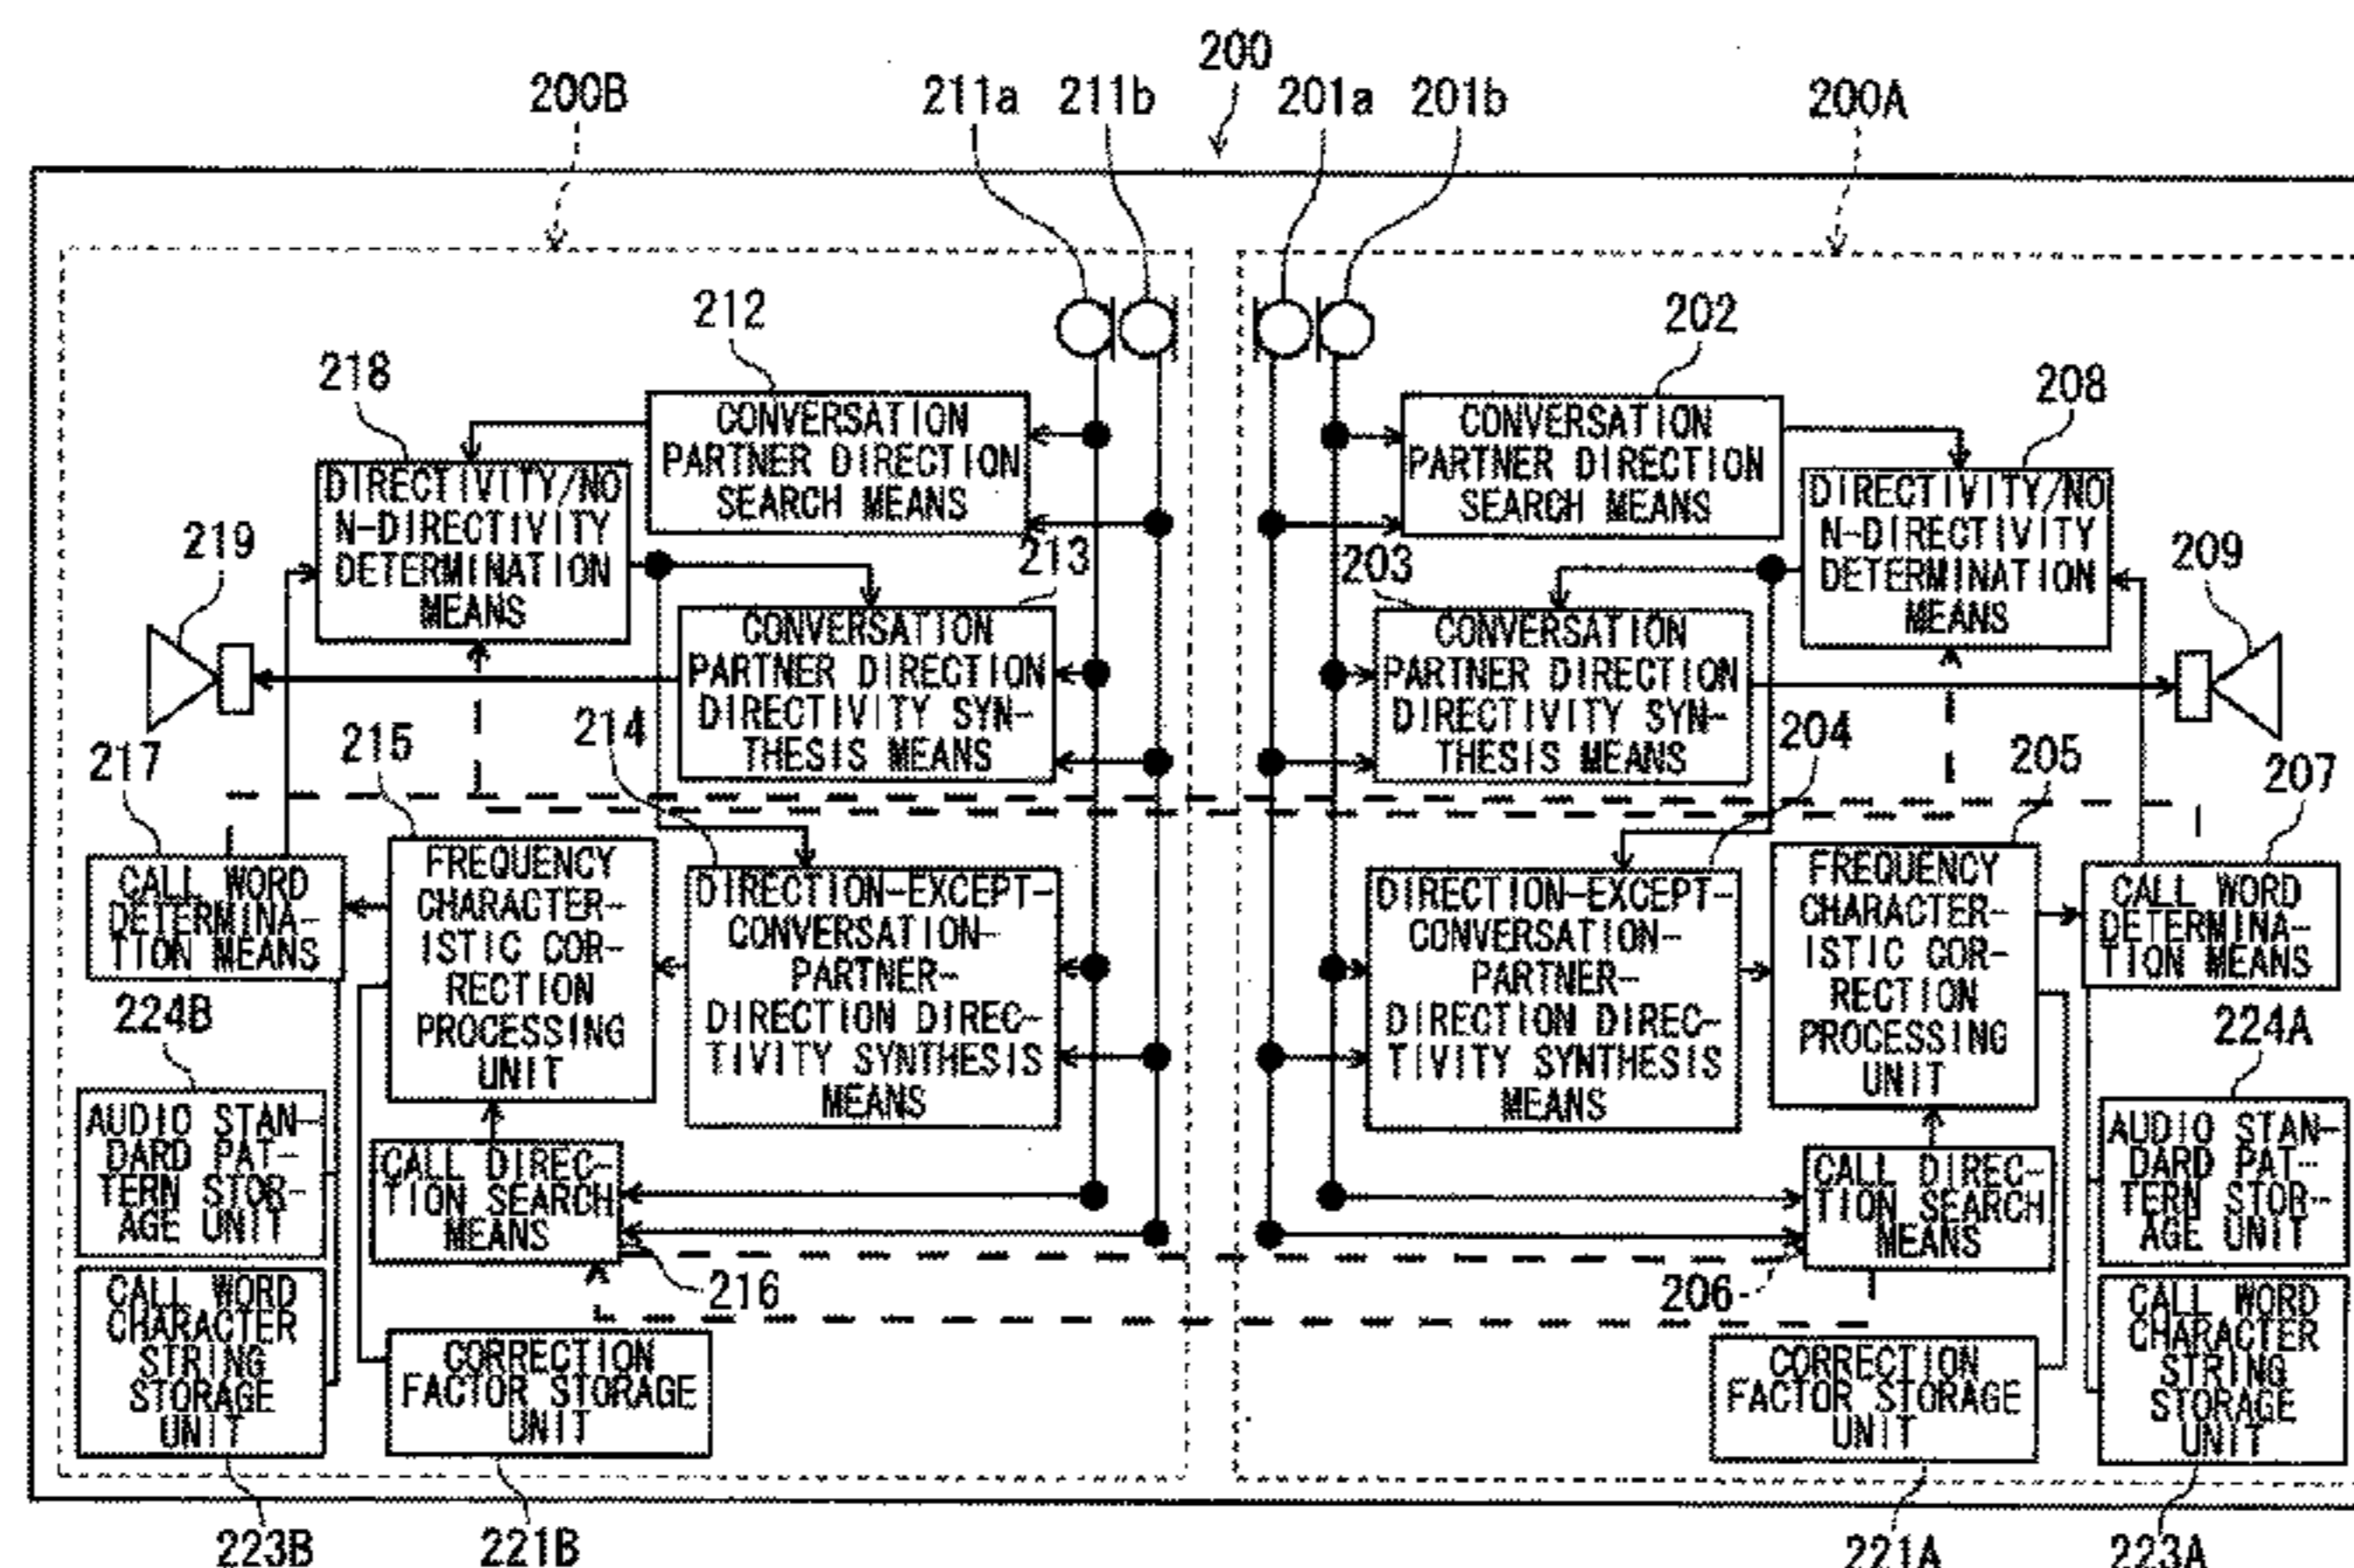 200
200B
211a 211b 201a 201b
200A
212
202
218
208
CONVERSATION
PARTNER DIRECTION
SEARCH MEANS
CONVERSATION
PARTNER DIRECTION
SEARCH MEANS
DIRECTIVITY/NO
N-DIRECTIVITY
DETERMINATION
MEANS
DIRECTIVITY/NO
N-DIRECTIVITY
DETERMINATION
MEANS
219
213
203
209
CONVERSATION
PARTNER DIRECTION
DIRECTIVITY SYN-
THESIS MEANS
CONVERSATION
PARTNER DIRECTION
DIRECTIVITY SYN-
THESIS MEANS
217
215
214
204
205
207
CALL WORD
DETERMINA-
TION MEANS
FREQUENCY
CHARACTER-
ISTIC COR-
RECTION
PROCESSING
UNIT
DIRECTION-EXCEPT-
CONVERSATION-
PARTNER-
DIRECTION DIREC-
TIVITY SYNTHESIS
MEANS
DIRECTION-EXCEPT-
CONVERSATION-
PARTNER-
DIRECTION DIREC-
TIVITY SYNTHESIS
MEANS
FREQUENCY
CHARACTER-
ISTIC COR-
RECTION
PROCESSING
UNIT
CALL WORD
DETERMINA-
TION MEANS
224B
224A
AUDIO STAN-
DARD PAT-
TERN STOR-
AGE UNIT
CALL DIREC-
TION SEARCH
MEANS
CALL DIREC-
TION SEARCH
MEANS
AUDIO STAN-
DARD PAT-
TERN STOR-
AGE UNIT
216
206
CALL WORD
CHARACTER
STRING
STORAGE
UNIT
CORRECTION
FACTOR STORAGE
UNIT
CORRECTION
FACTOR STORAGE
UNIT
CALL WORD
CHARACTER
STRING
STORAGE
UNIT
223B
221B
221A
223A